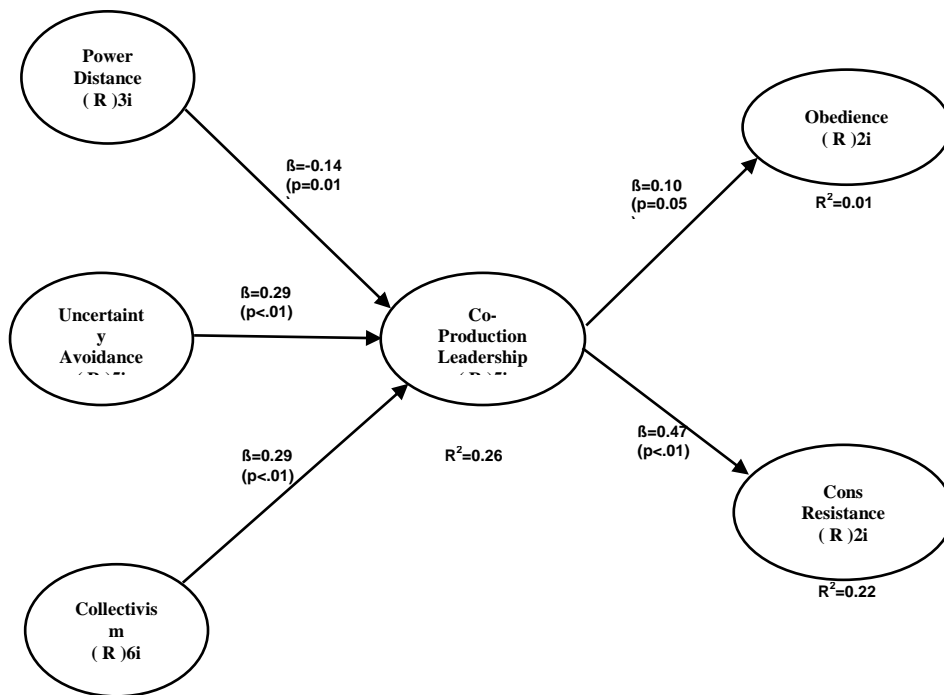 Power
Distance
( R )3i
Obedience
( R )2i
R²=0.01
ß=-0.14
(p=0.01
ß=0.10
(p=0.05
Uncertaint
y
Avoidance
ß=0.29
(p<.01)
Co-
Production
Leadership
R²=0.26
ß=0.29
(p<.01)
ß=0.47
(p<.01)
Cons
Resistance
( R )2i
R²=0.22
Collectivis
m
( R )6i